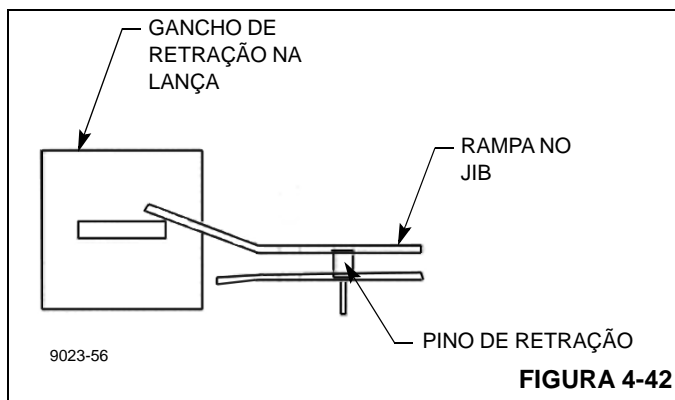 GANCHO DE
RETRAÇÃO NA
LANÇA
RAMPA NO
JIB
PINO DE RETRAÇÃO
9023-56
FIGURA 4-42